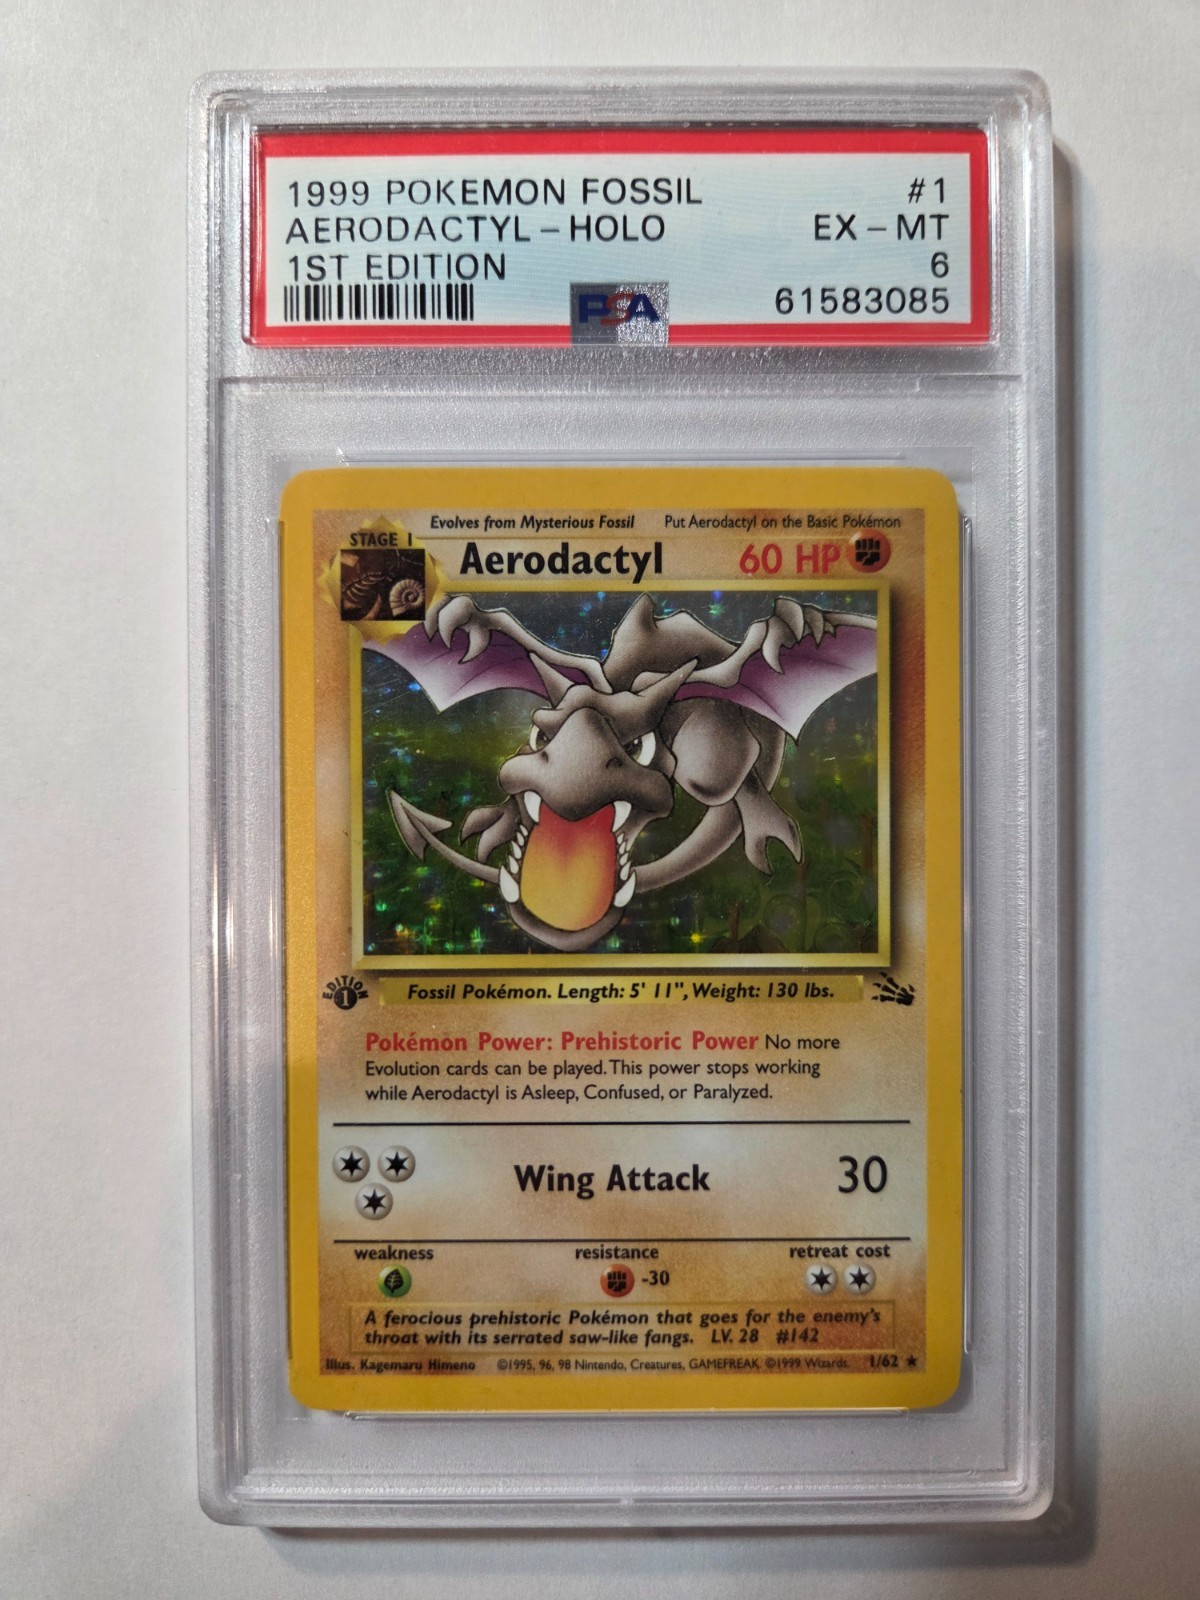 1999 POKEMON FOSSIL #1
AERODACTYL-HOLO EX-MT
1ST EDITION 6
PSA 61583085
Evolves from Mysterious Fossil Put Aerodactyl on the Basic Pokémon
STAGE 1
Aerodactyl 60 HP
EDITION
1
Fossil Pokémon. Length: 5' 11", Weight: 130 lbs.
Pokémon Power: Prehistoric Power No more
Evolution cards can be played. This power stops working
while Aerodactyl is Asleep, Confused, or Paralyzed.
Wing Attack 30
weakness resistance retreat cost
-30
A ferocious prehistoric Pokémon that goes for the enemy's
throat with its serrated saw-like fangs. LV. 28 #142
Illus. Kagemaru Himeno ©1995, 96, 98 Nintendo, Creatures, GAMEFREAK. ©1999 Wizards. 1/62 ★